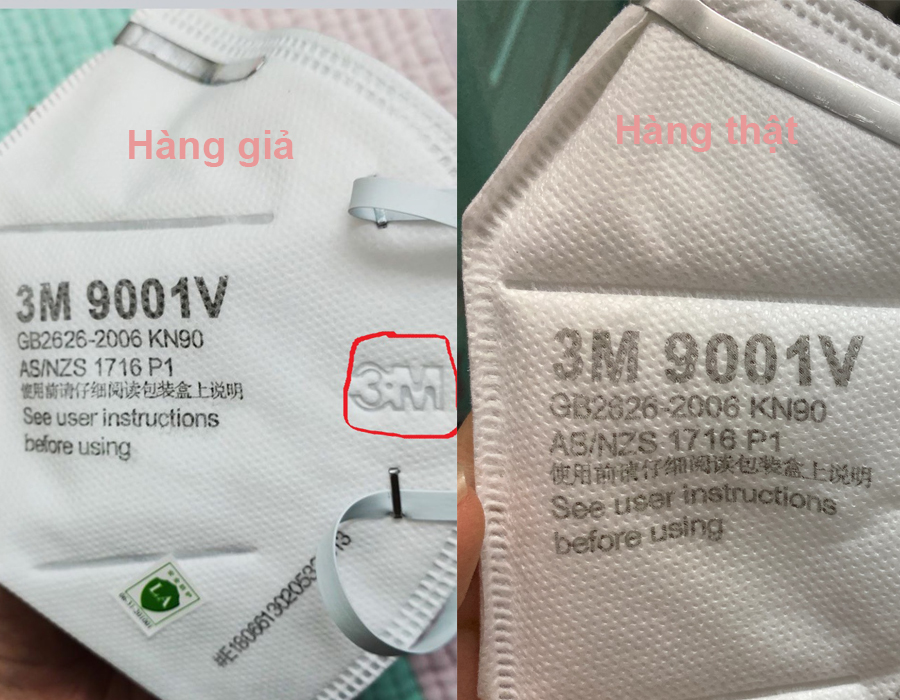 Hàng giả
3M 9001V
GB2626-2006 KN90
AS/NZS 1716 P1
使用前请仔细阅读包装盒上说明
See user instructions
before using
3M
LA
Hàng thật
3M 9001V
GB2626-2006 KN90
AS/NZS 1716 P1
使用前请仔细阅读包装盒上说明
See user instructions
before using